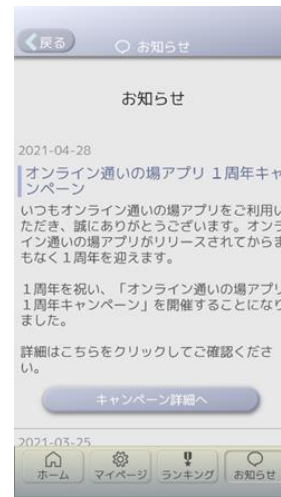 戻る
お知らせ
お知らせ
2021-04-28
オンライン通いの場アプリ 1周年キャ
ンペーン
いつもオンライン通いの場アプリをご利用い
ただき、誠にありがとうございます。オンラ
イン通いの場アプリがリリースされてからま
もなく1周年を迎えます。
1周年を祝い、「オンライン通いの場アプリ
1周年キャンペーン」を開催することになり
ました。
詳細はこちらをクリックしてご確認くださ
い。
キャンペーン詳細へ
2021-03-25
ホーム
マイページ
ランキング
お知らせ